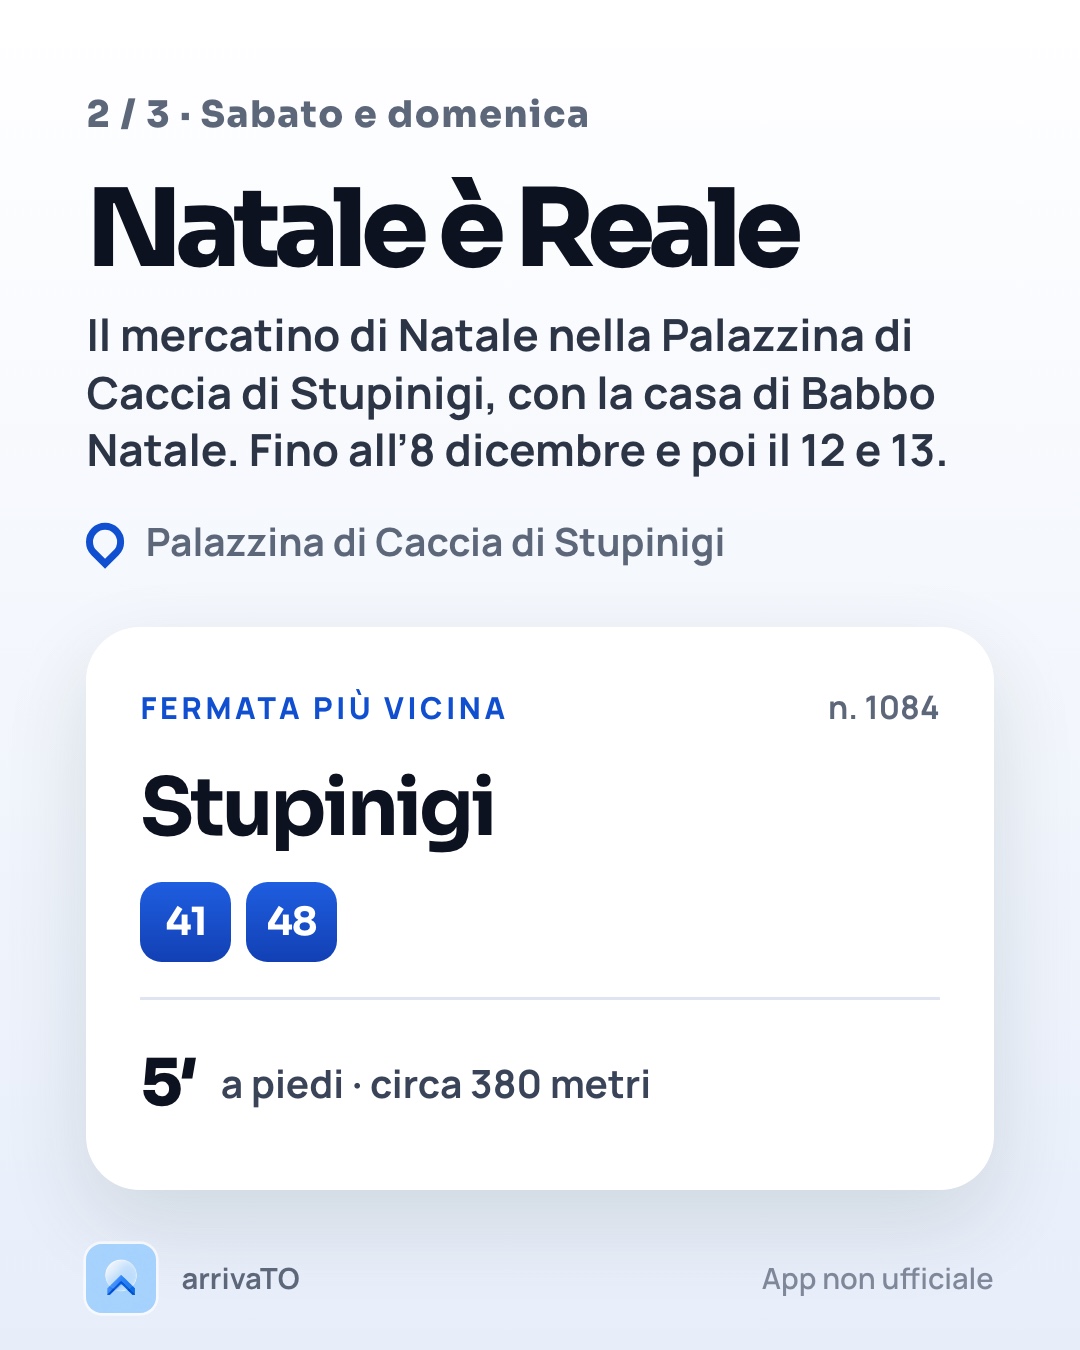 2 / 3 · Sabato e domenica
Natale è Reale
Il mercatino di Natale nella Palazzina di
Caccia di Stupinigi, con la casa di Babbo
Natale. Fino all’8 dicembre e poi il 12 e 13.
Palazzina di Caccia di Stupinigi
FERMATA PIÙ VICINA n. 1084
Stupinigi
41 48
5′ a piedi · circa 380 metri
arrivaTO App non ufficiale